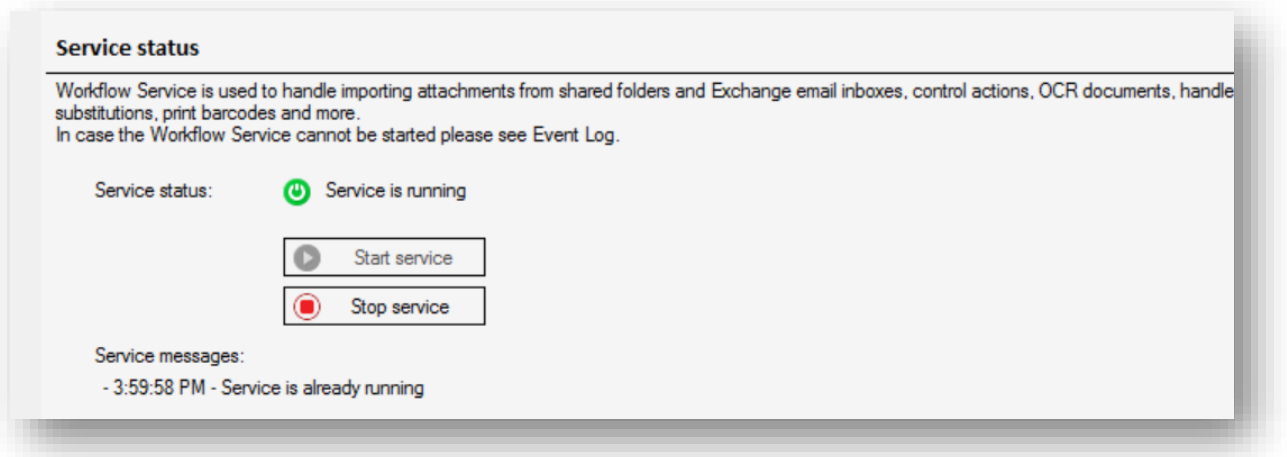 Service status
Workflow Service is used to handle importing attachments from shared folders and Exchange email inboxes, control actions, OCR documents, handle
substitutions, print barcodes and more.
In case the Workflow Service cannot be started please see Event Log.
Service status: Service is running
Start service
Stop service
Service messages:
- 3:59:58 PM - Service is already running